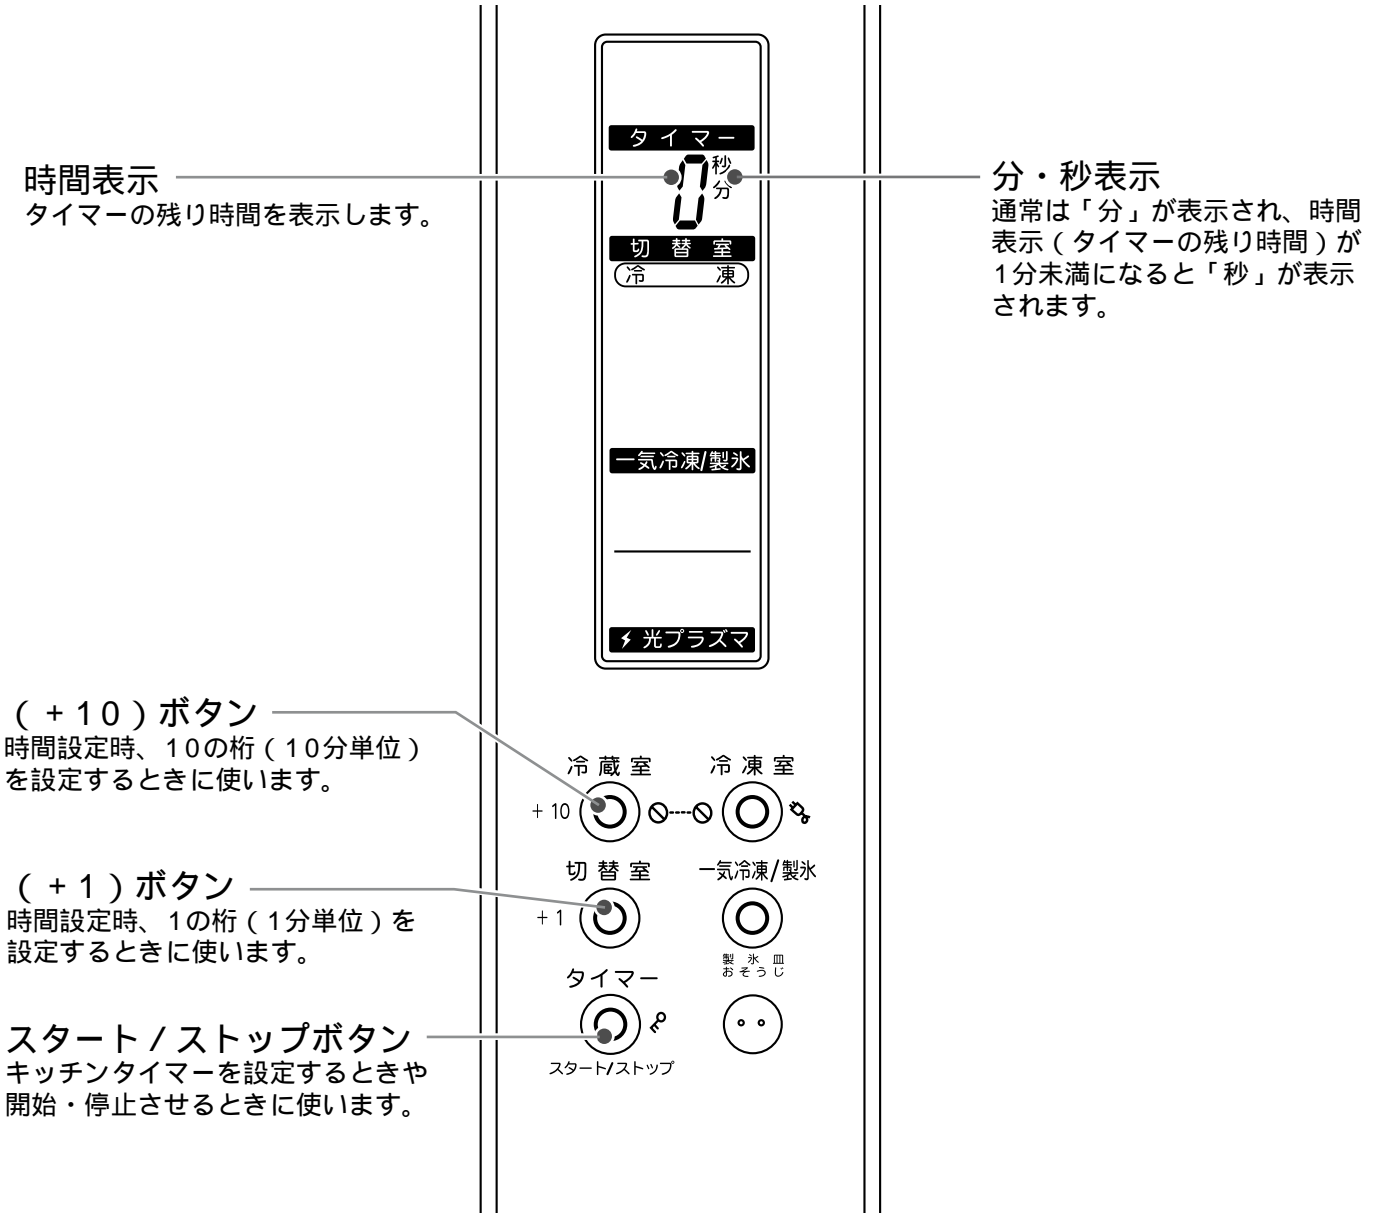 タイマー
0
秒
分
切替室
冷 凍
一気冷凍/製氷
光プラズマ
時間表示
タイマーの残り時間を表示します。
分・秒表示
通常は「分」が表示され、時間
表示(タイマーの残り時間)が
1分未満になると「秒」が表示
されます。
(+10)ボタン
時間設定時、10の桁(10分単位)
を設定するときに使います。
(+1)ボタン
時間設定時、1の桁(1分単位)を
設定するときに使います。
スタート/ストップボタン
キッチンタイマーを設定するときや
開始・停止させるときに使います。
冷蔵室 冷凍室
+10
切替室 一気冷凍/製氷
+1
製氷皿
おそうじ
タイマー
スタート/ストップ